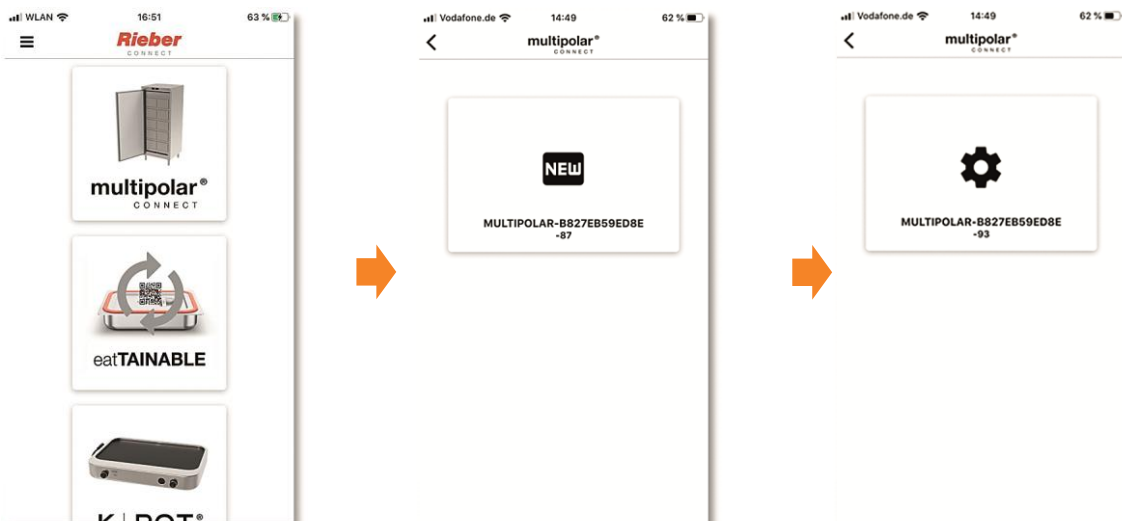 WLAN 16:51 63 %
Rieber
CONNECT
multipolar®
CONNECT
eatTAINABLE
K|POT®
Vodafone.de 14:49 62 %
multipolar®
CONNECT
NEW
MULTIPOLAR-B827EB59ED8E
-87
Vodafone.de 14:49 62 %
multipolar®
CONNECT
MULTIPOLAR-B827EB59ED8E
-93